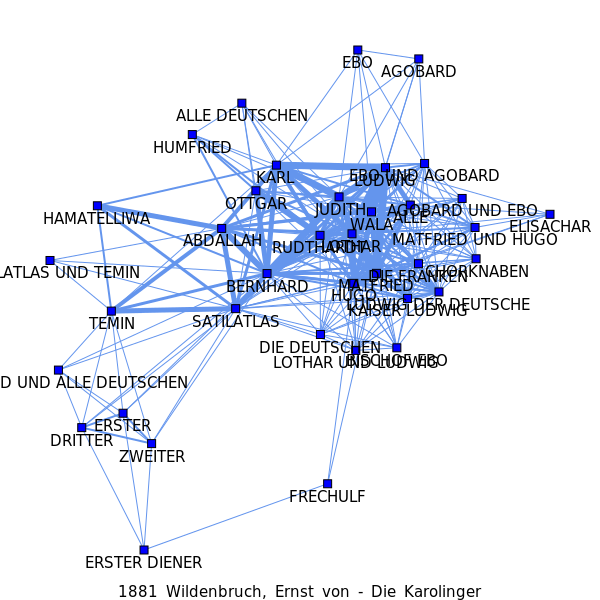 EBO
AGOBARD
ALLE DEUTSCHEN
HUMFRIED
KARL
EBO UND AGOBARD
LUDWIG
OTTGAR
JUDITH
AGOBARD UND EBO
HAMATELLIWA
WALA
ALLE
ELISACHAR
ABDALLAH
RUDTHARDT
LOTHAR
MATFRIED UND HUGO
LATLAS UND TEMIN
CHORKNABEN
DIE FRANKEN
BERNHARD
MATFRIED
HUGO
LUDWIG DER DEUTSCHE
KAISER LUDWIG
TEMIN
SATILATLAS
DIE DEUTSCHEN
LOTHAR UND LUDWIG
BISCHOF EBO
D UND ALLE DEUTSCHEN
ERSTER
DRITTER
ZWEITER
FRECHULF
ERSTER DIENER
1881 Wildenbruch, Ernst von - Die Karolinger